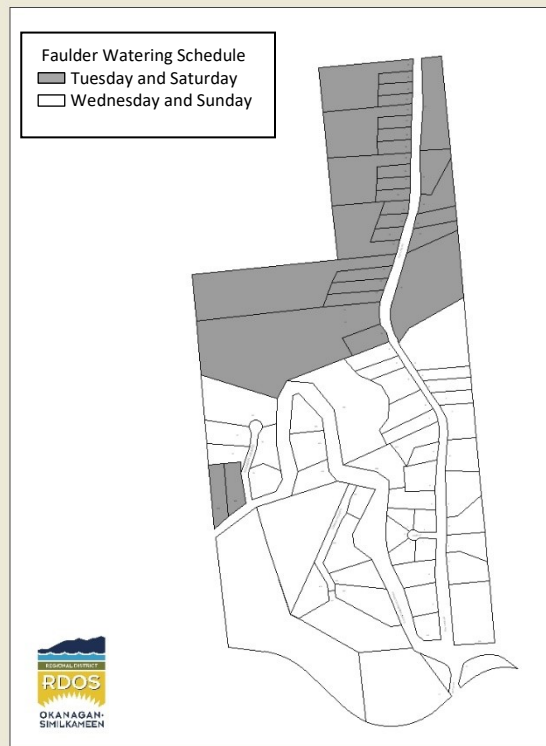 Faulder Watering Schedule
Tuesday and Saturday
Wednesday and Sunday
REGIONAL DISTRICT
RDOS
OKANAGAN-
SIMILKAMEEN